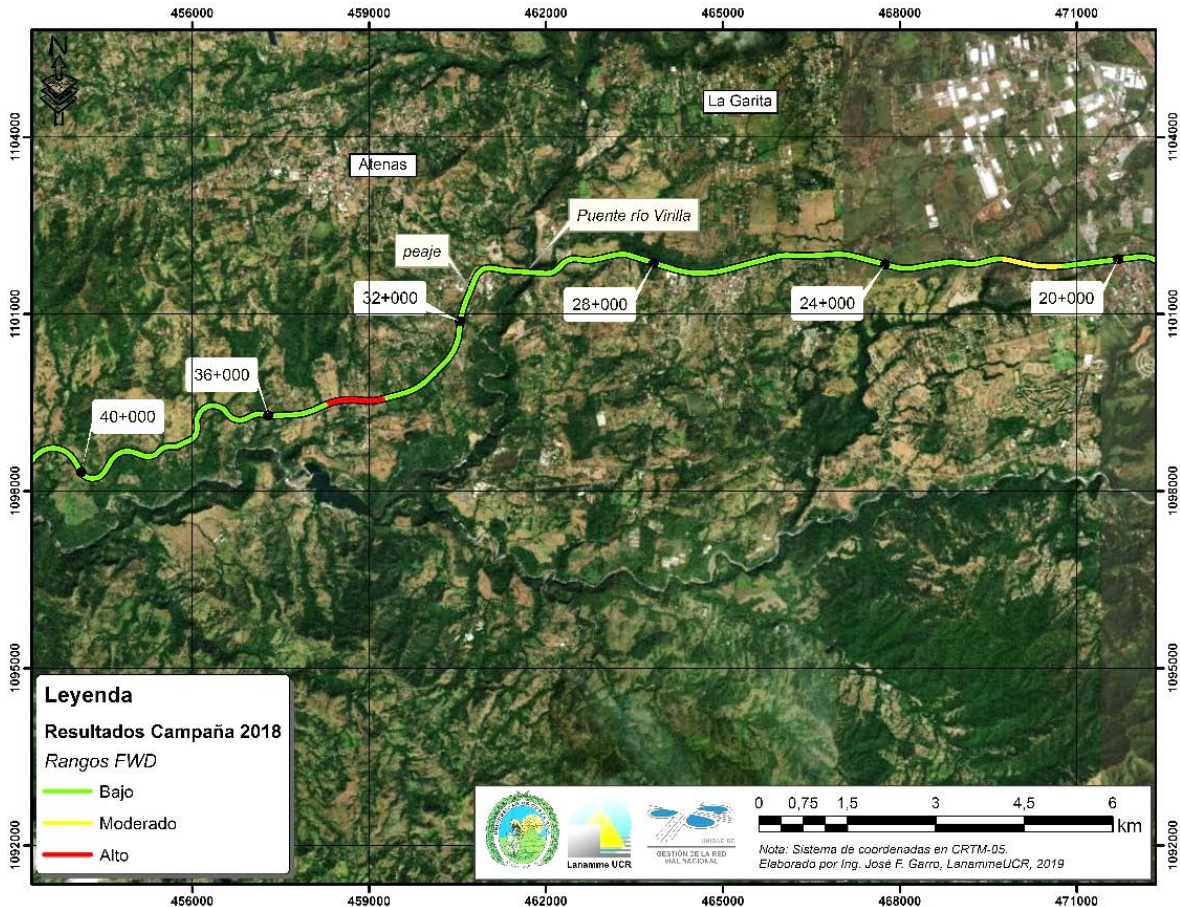 456000
459000
462000
465000
468000
471000
N
La Garita
1104000
1104000
Atenas
Puente río Virilla
peaje
32+000
28+000
24+000
20+000
1101000
1101000
36+000
40+000
1098000
1098000
1095000
1095000
Leyenda
Resultados Campaña 2018
Rangos FWD
Bajo
Moderado
Alto
0 0,75 1,5 3 4,5 6
km
Lanamme UCR
UNIDAD DE
GESTIÓN DE LA RED
VIAL NACIONAL
Nota: Sistema de coordenadas en CRTM-05.
Elaborado por Ing. José F. Garro, LanammeUCR, 2019
1092000
1092000
456000
459000
462000
465000
468000
471000